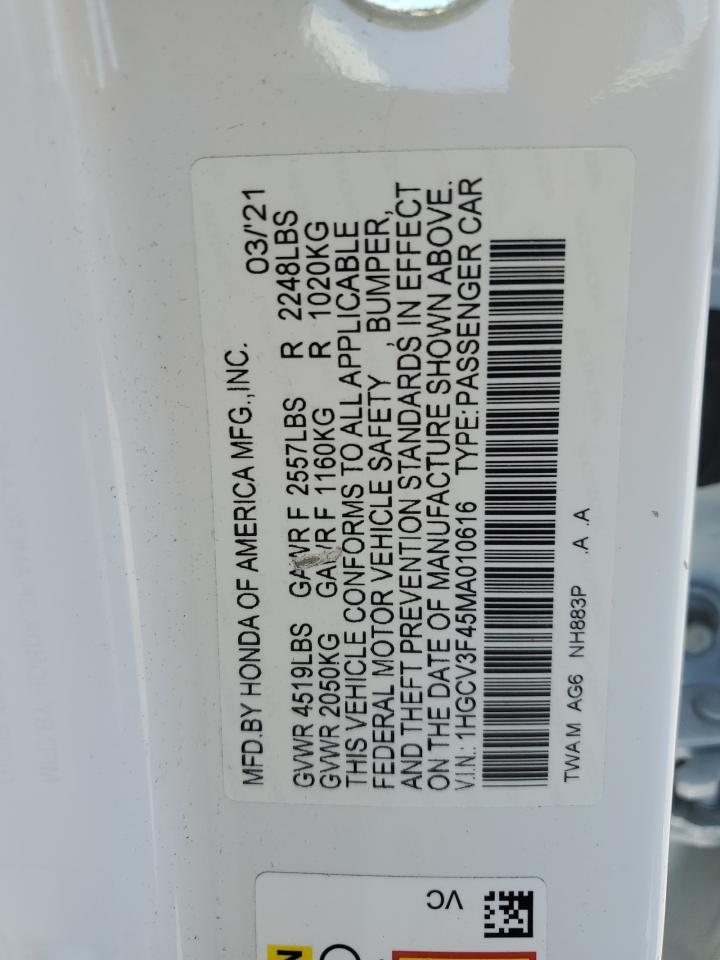 MFD.BY HONDA OF AMERICA MFG.,INC. 03/'21
GVWR 4519LBS GAWR F 2557LBS R 2248LBS
GVWR 2050KG GAWR F 1160KG R 1020KG
THIS VEHICLE CONFORMS TO ALL APPLICABLE
FEDERAL MOTOR VEHICLE SAFETY , BUMPER,
AND THEFT PREVENTION STANDARDS IN EFFECT
ON THE DATE OF MANUFACTURE SHOWN ABOVE.
V.I.N.: 1HGCV3F45MA010616 TYPE:PASSENGER CAR
TWAM AG6 NH883P .A .A
VC